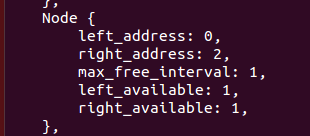 },
Node {
left_address: 0,
right_address: 2,
max_free_interval: 1,
left_available: 1,
right_available: 1,
},